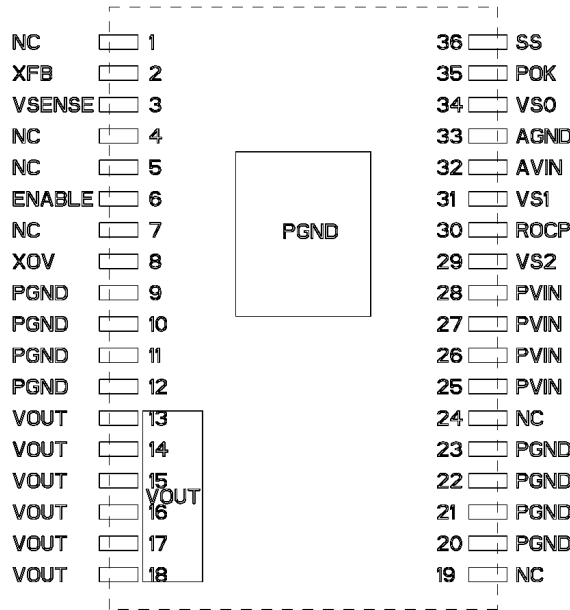 NC 1 36 SS
XFB 2 35 POK
VSENSE 3 34 VS0
NC 4 33 AGND
NC 5 32 AVIN
ENABLE 6 31 VS1
NC 7 PGND 30 ROCP
XOV 8 29 VS2
PGND 9 28 PVIN
PGND 10 27 PVIN
PGND 11 26 PVIN
PGND 12 25 PVIN
VOUT 13 24 NC
VOUT 14 23 PGND
VOUT 15 22 PGND
VOUT
VOUT 16 21 PGND
VOUT 17 20 PGND
VOUT 18 19 NC